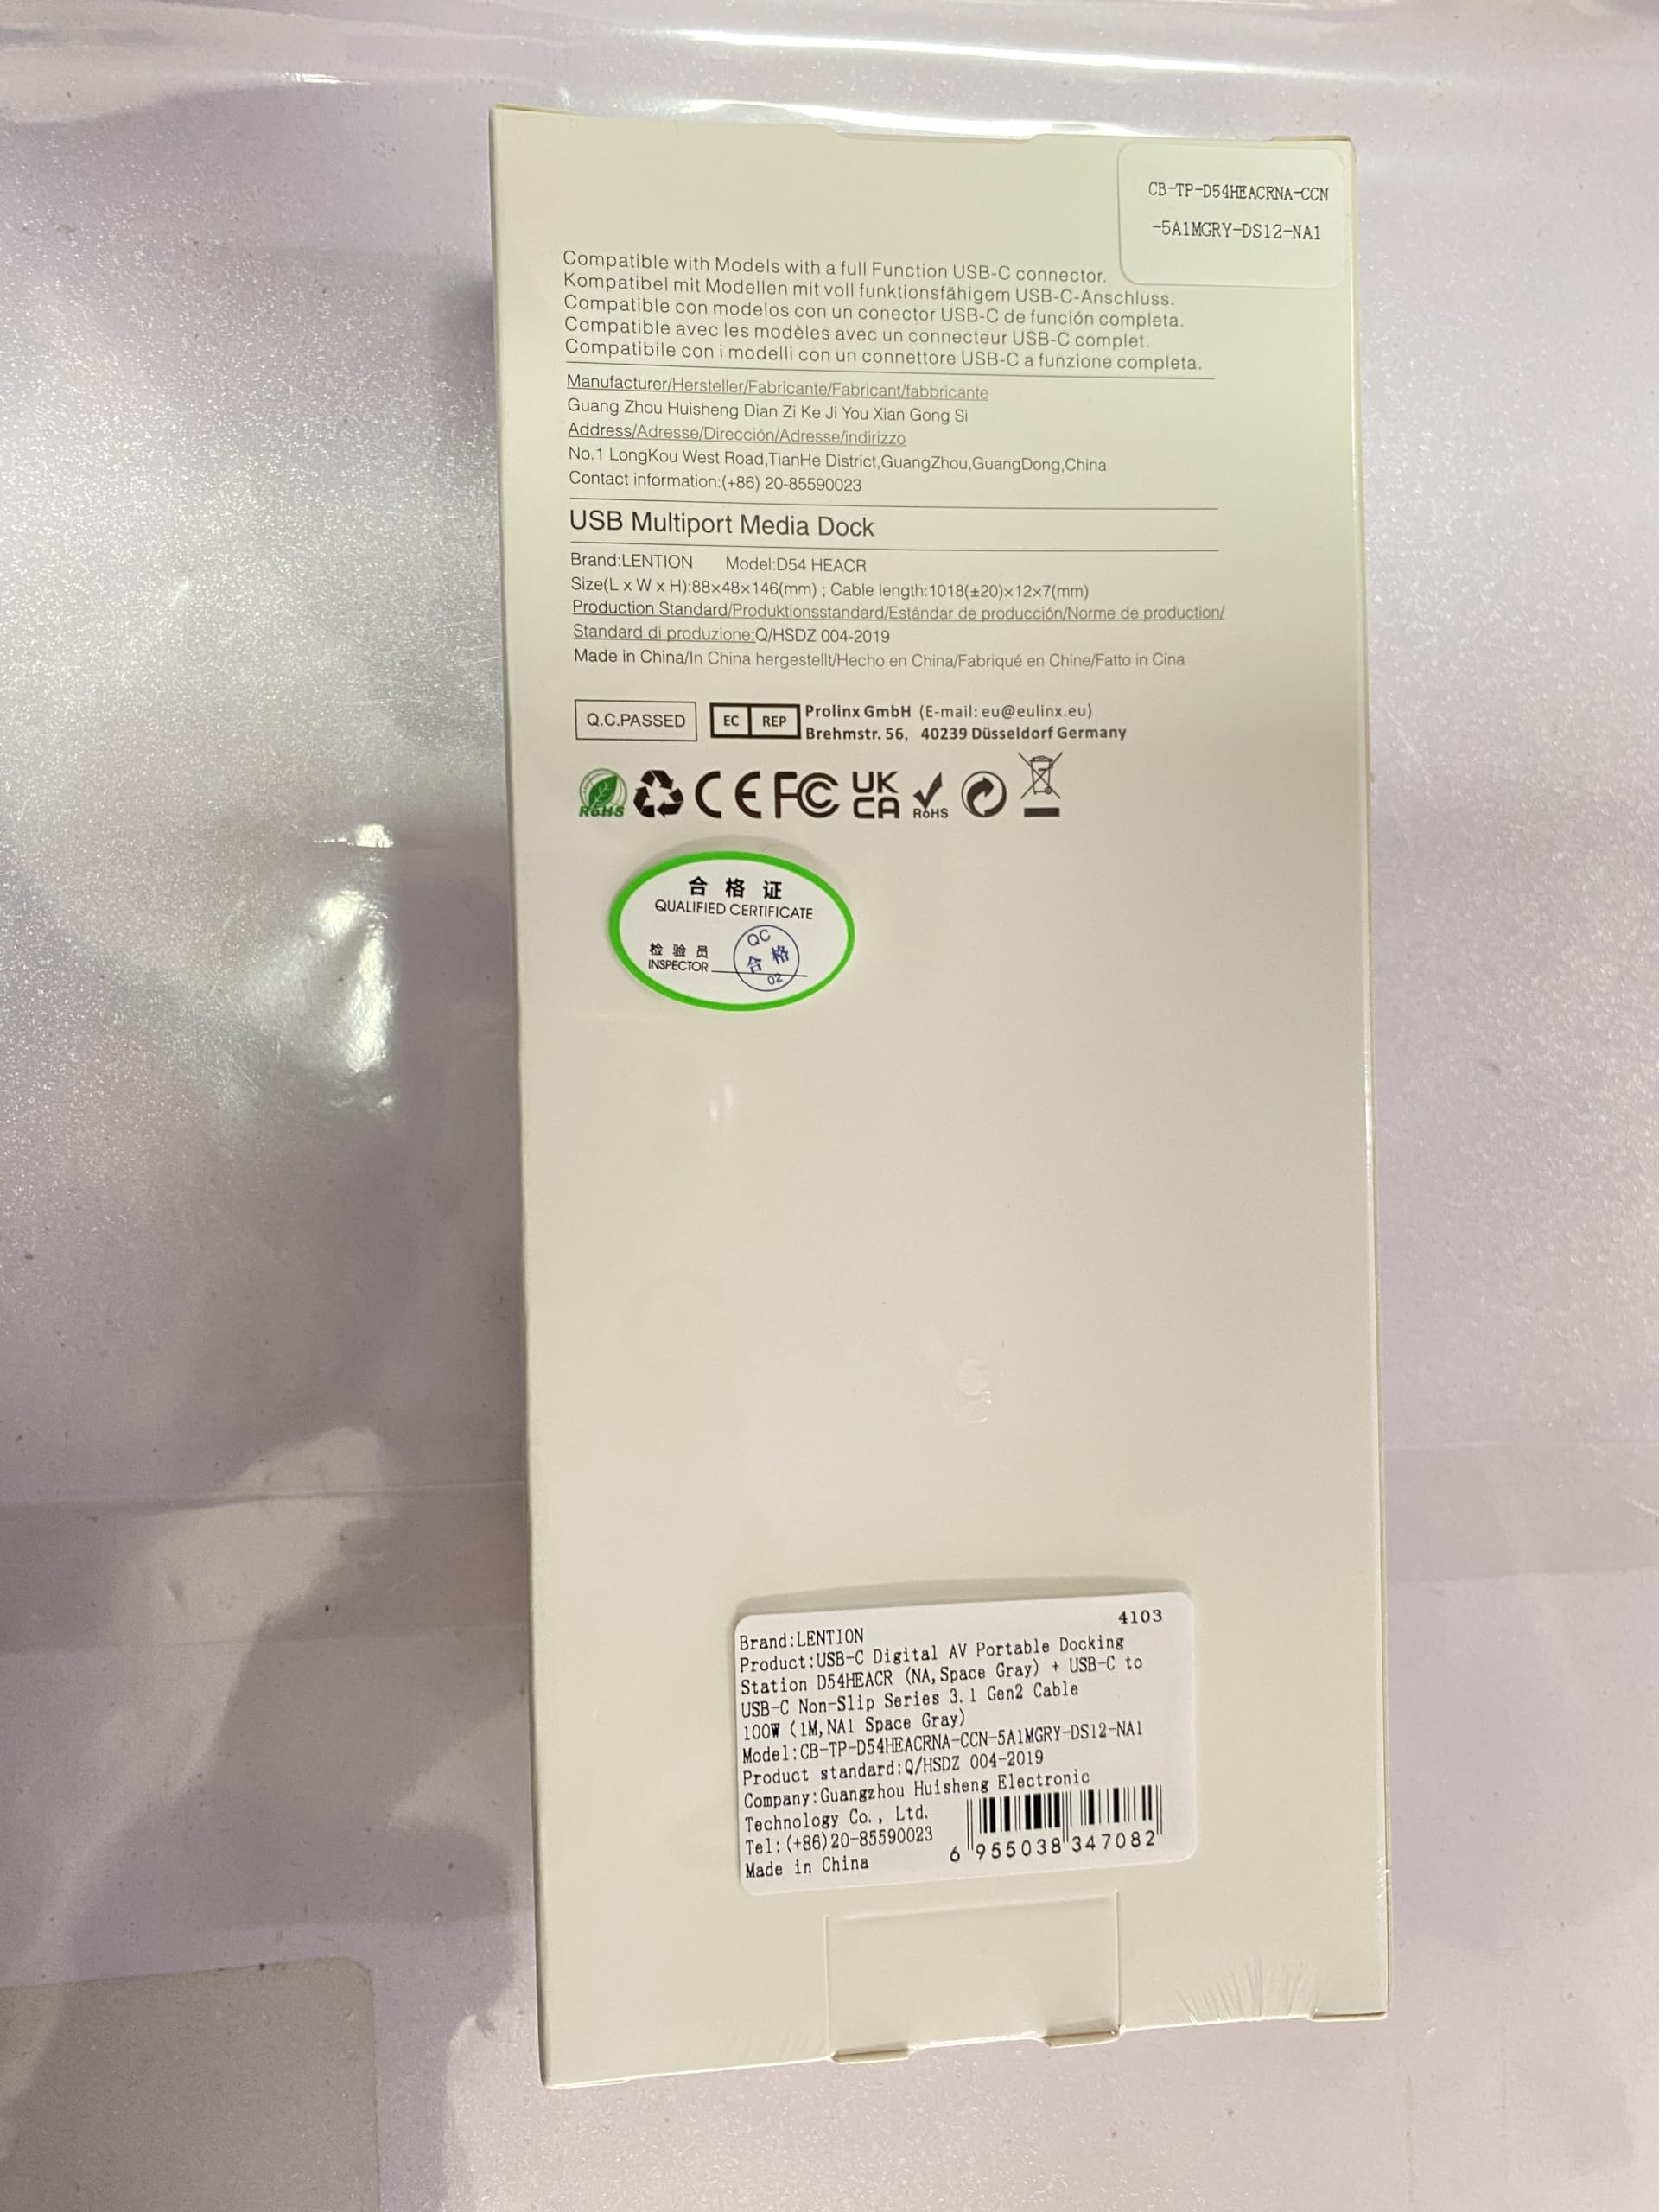 CB-TP-D54HEACRNA-CCN
-5A1MGRY-DS12-NA1
Compatible with Models with a full Function USB-C connector.
Kompatibel mit Modellen mit voll funktionsfähigem USB-C-Anschluss.
Compatible con modelos con un conector USB-C de función completa.
Compatible avec les modèles avec un connecteur USB-C complet.
Compatibile con i modelli con un connettore USB-C a funzione completa.
Manufacturer/Hersteller/Fabricante/Fabricant/fabbricante
Guang Zhou Huisheng Dian Zi Ke Ji You Xian Gong Si
Address/Adresse/Dirección/Adresse/indirizzo
No.1 LongKou West Road,TianHe District,GuangZhou,GuangDong,China
Contact information:(+86) 20-85590023
USB Multiport Media Dock
Brand:LENTION Model:D54 HEACR
Size(L x W x H):88×48×146(mm) ; Cable length:1018(±20)×12×7(mm)
Production Standard/Produktionsstandard/Estándar de producción/Norme de production/
Standard di produzione:Q/HSDZ 004-2019
Made in China/In China hergestellt/Hecho en China/Fabriqué en Chine/Fatto in Cina
Q.C.PASSED EC REP Prolinx GmbH (E-mail: eu@eulinx.eu)
Brehmstr. 56, 40239 Düsseldorf Germany
RoHS CE FC UK CA RoHS
合格证
QUALIFIED CERTIFICATE
检验员
INSPECTOR
QC
合格
02
4103
Brand:LENTION
Product:USB-C Digital AV Portable Docking
Station D54HEACR (NA,Space Gray) + USB-C to
USB-C Non-Slip Series 3.1 Gen2 Cable
100W (1M,NA1 Space Gray)
Model:CB-TP-D54HEACRNA-CCN-5A1MGRY-DS12-NA1
Product standard:Q/HSDZ 004-2019
Company:Guangzhou Huisheng Electronic
Technology Co., Ltd.
Tel:(+86)20-85590023
Made in China
6 955038 347082